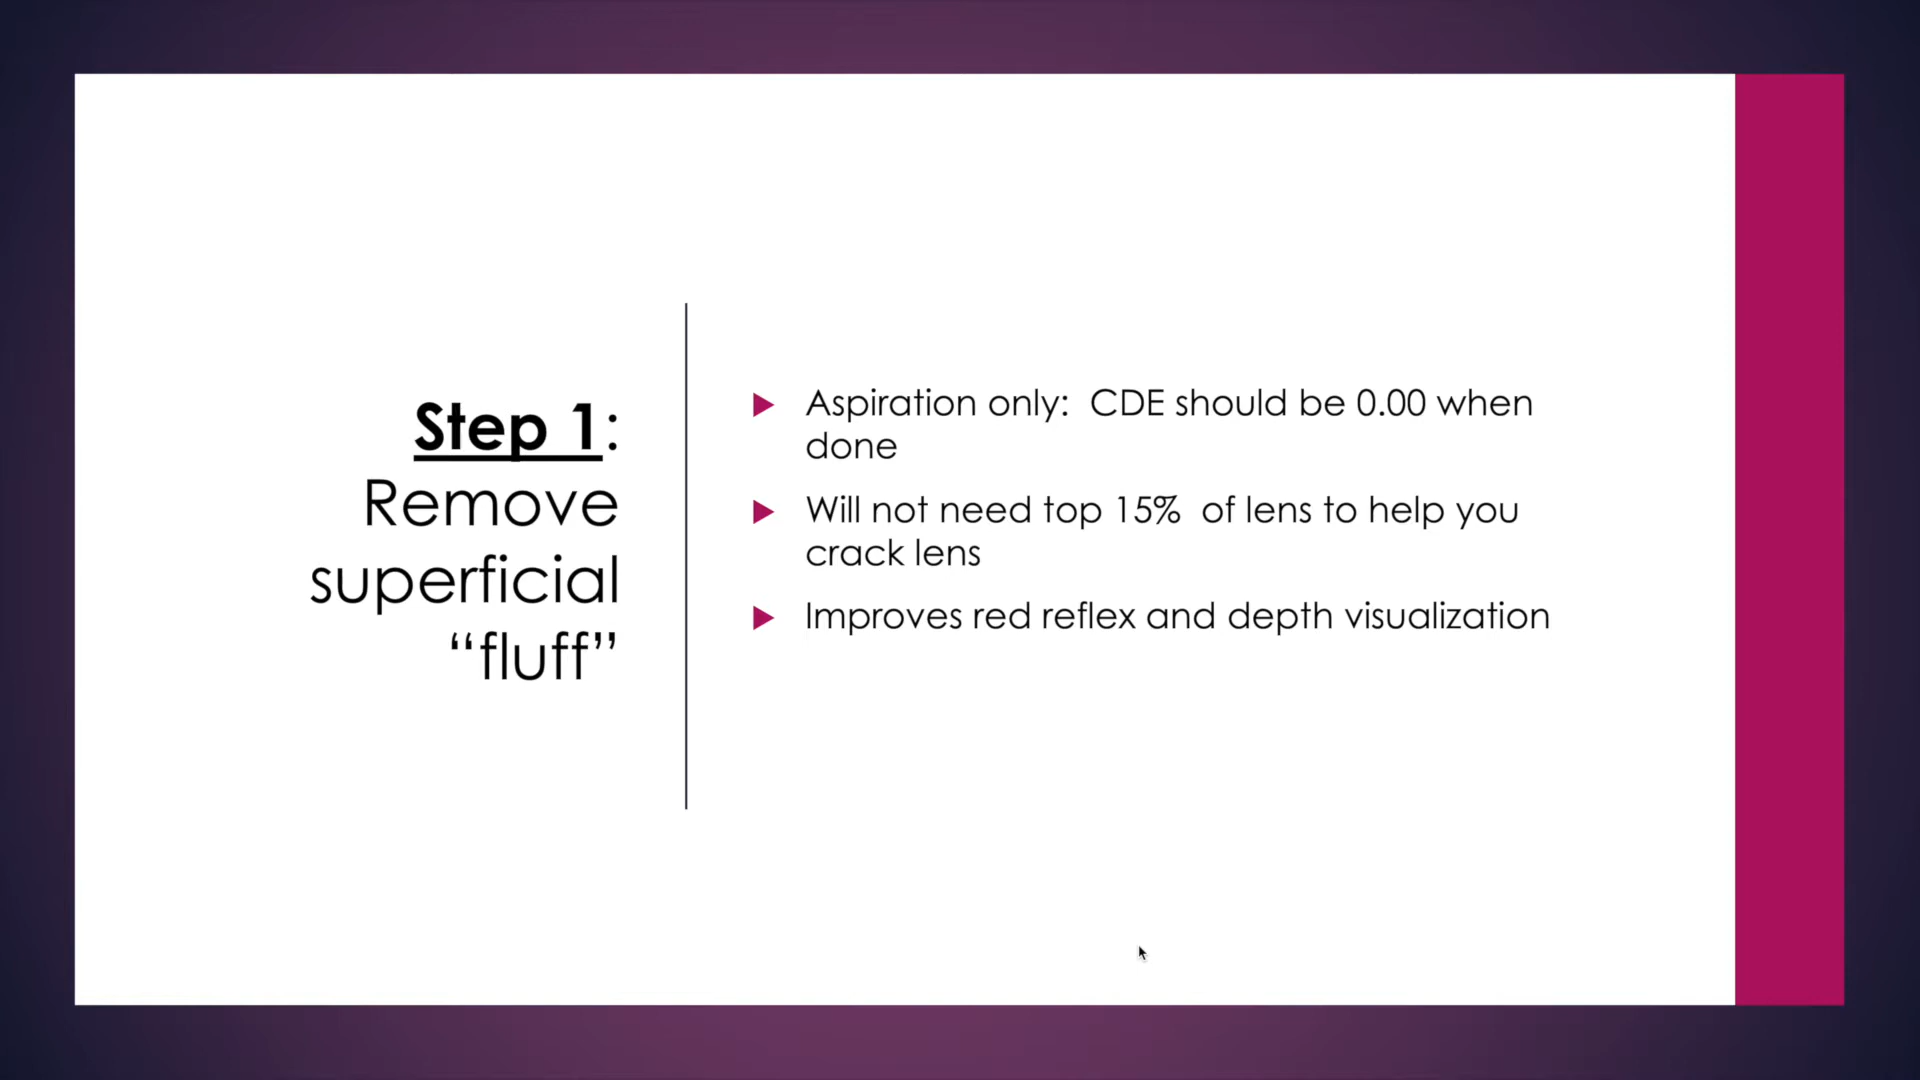 Step 1:
Remove
superficial
“fluff”
Aspiration only:  CDE should be 0.00 when
done
Will not need top 15%  of lens to help you
crack lens
Improves red reflex and depth visualization